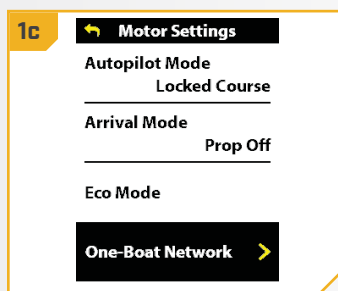 1c
Motor Settings
Autopilot Mode
Locked Course
Arrival Mode
Prop Off
Eco Mode
One-Boat Network